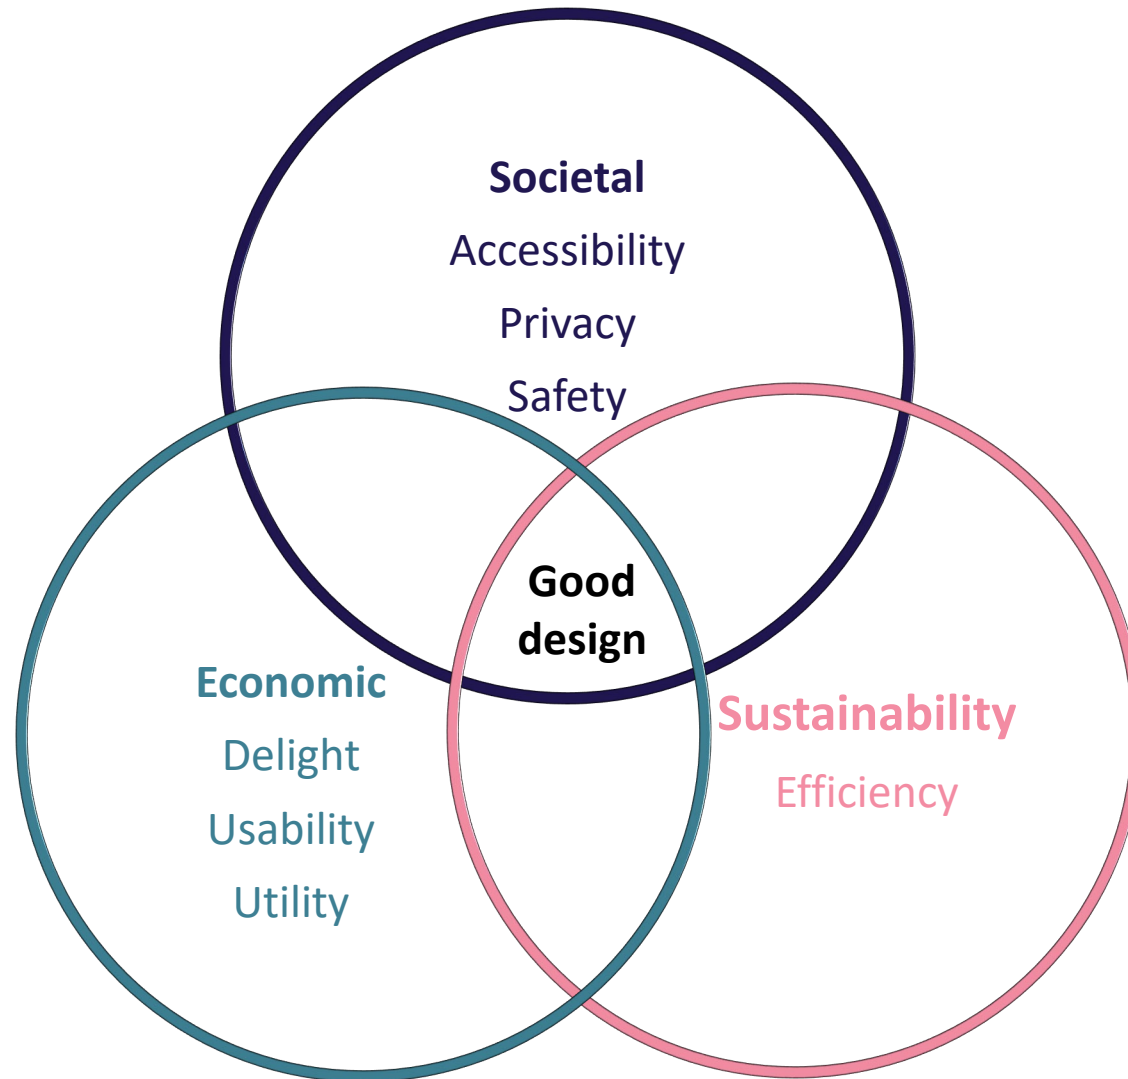 Societal
Accessibility
Privacy
Safety
Good
design
Economic
Delight
Usability
Utility
Sustainability
Efficiency